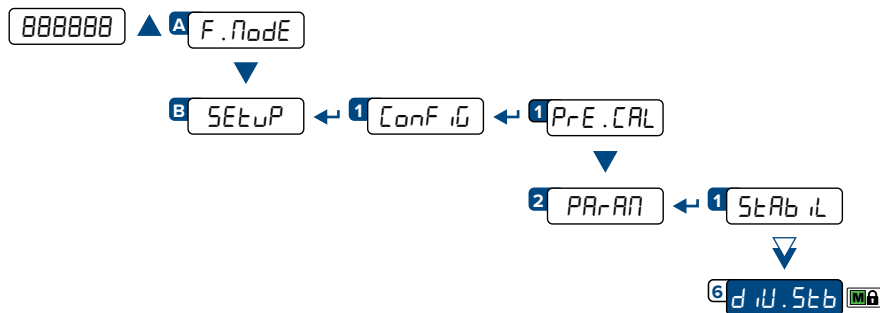 888888 A F.ModE
B SEtuP 1 ConFiG 1 PrE.CAL
2 PArAM 1 StAbiL
6 diV.Stb M